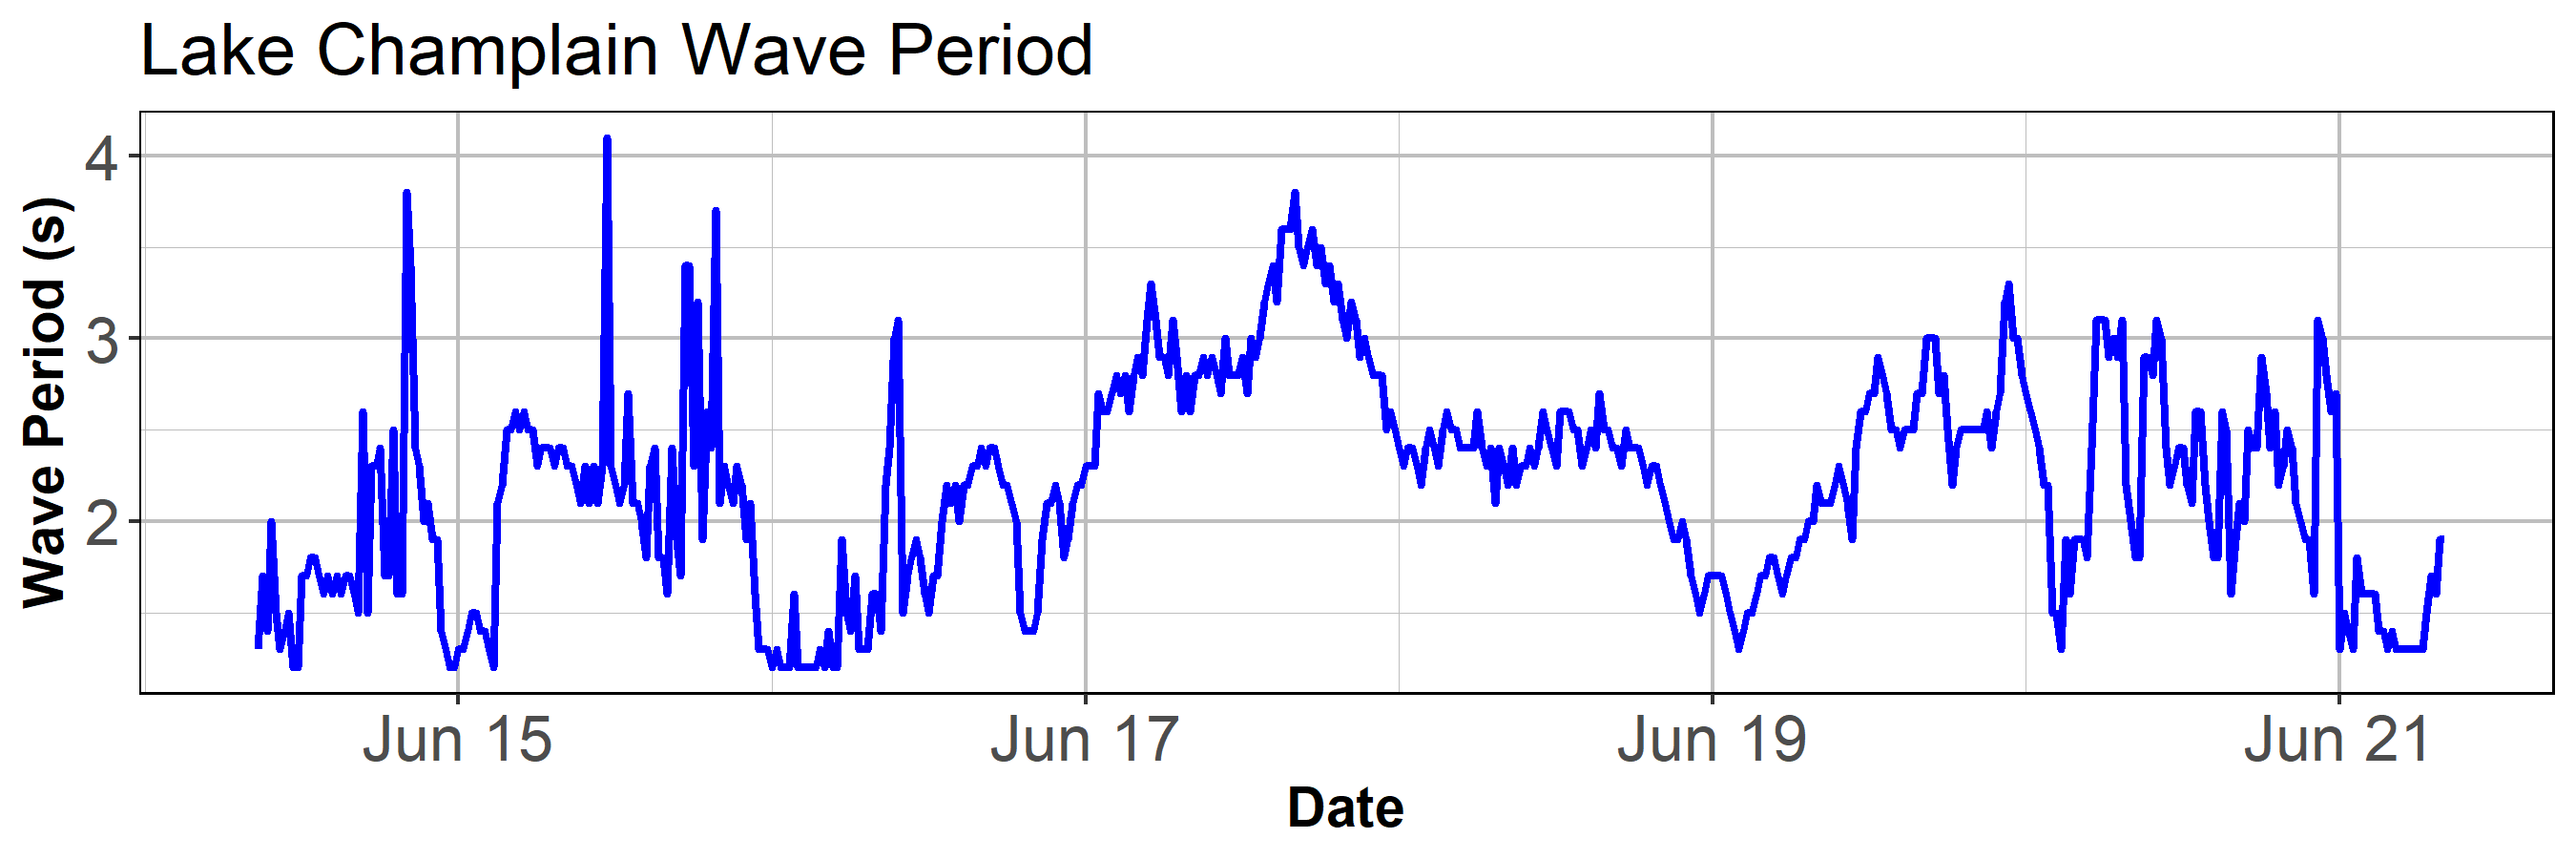 Lake Champlain Wave Period
Wave Period (s)
4
3
2
Jun 15 Jun 17 Jun 19 Jun 21
Date